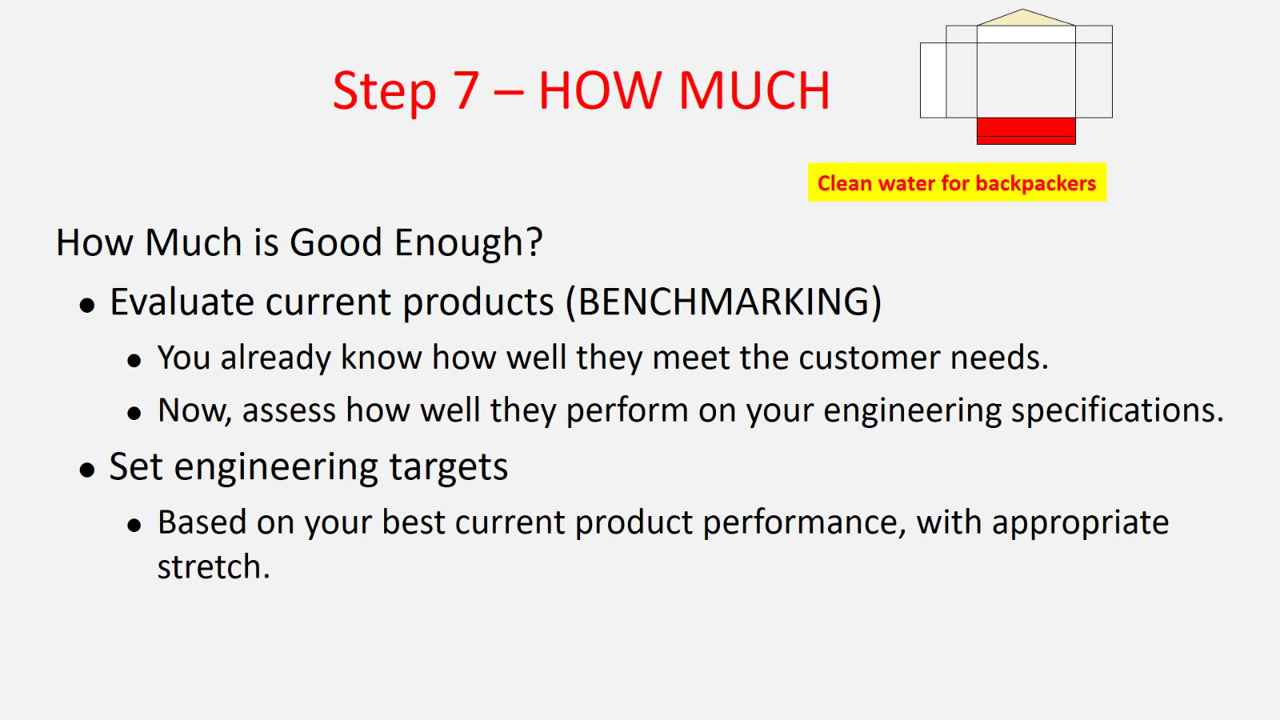 Step 7 – HOW MUCH
Clean water for backpackers
How Much is Good Enough?
● Evaluate current products (BENCHMARKING)
● You already know how well they meet the customer needs.
● Now, assess how well they perform on your engineering specifications.
● Set engineering targets
● Based on your best current product performance, with appropriate
stretch.